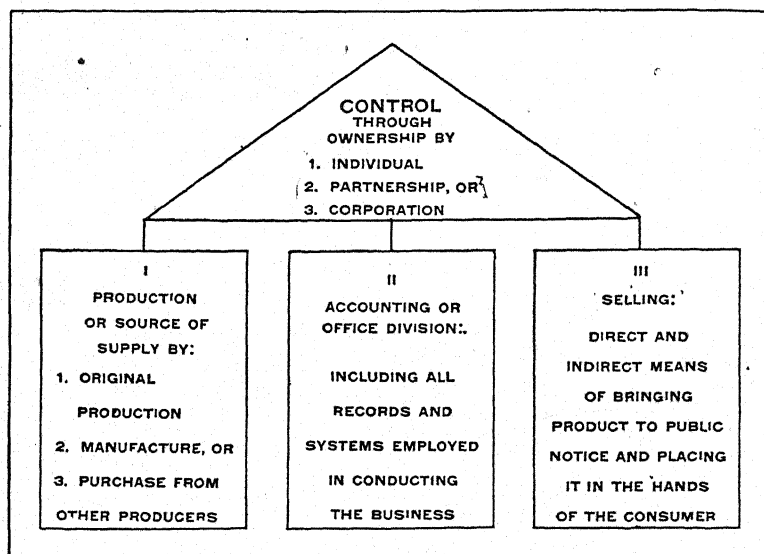 CONTROL
THROUGH
OWNERSHIP BY
1. INDIVIDUAL
2. PARTNERSHIP, OR
3. CORPORATION
I
PRODUCTION
OR SOURCE OF
SUPPLY BY:
1. ORIGINAL
PRODUCTION
2. MANUFACTURE, OR
3. PURCHASE FROM
OTHER PRODUCERS
II
ACCOUNTING OR
OFFICE DIVISION:
INCLUDING ALL
RECORDS AND
SYSTEMS EMPLOYED
IN CONDUCTING
THE BUSINESS
III
SELLING:
DIRECT AND
INDIRECT MEANS
OF BRINGING
PRODUCT TO PUBLIC
NOTICE AND PLACING
IT IN THE HANDS
OF THE CONSUMER